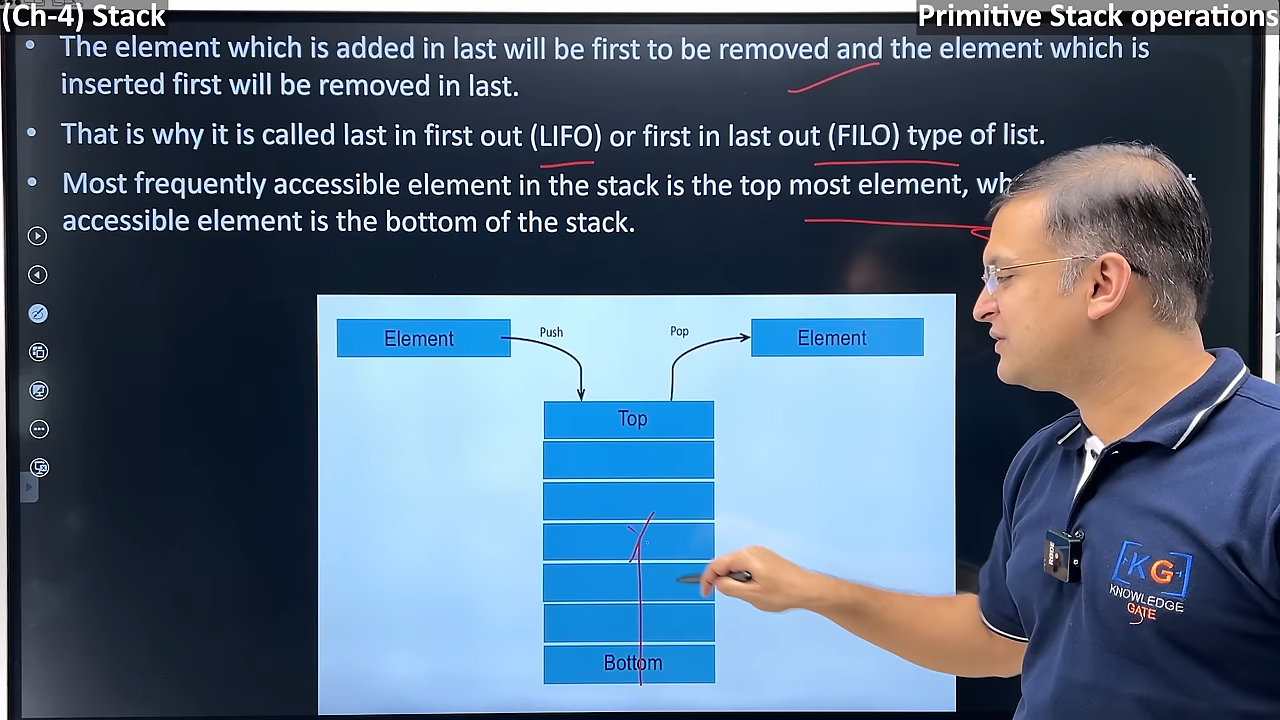 (Ch-4) Stack
Primitive Stack operations
• The element which is added in last will be first to be removed and the element which is
inserted first will be removed in last.
• That is why it is called last in first out (LIFO) or first in last out (FILO) type of list.
• Most frequently accessible element in the stack is the top most element,
accessible element is the bottom of the stack.
Element
Push
Pop
Element
Top
Bottom
KG
KNOWLEDGE
GATE
RODE